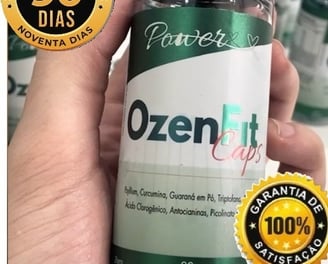 DIAS
NOVENTA DIAS
Power
OzenFit
Caps
Psyllium, Curcumina, Guaraná em Pó, Triptofano
Ácido Clorogênico, Antocianinas, Picolinato
GARANTIA DE
100%
SATISFAÇÃO